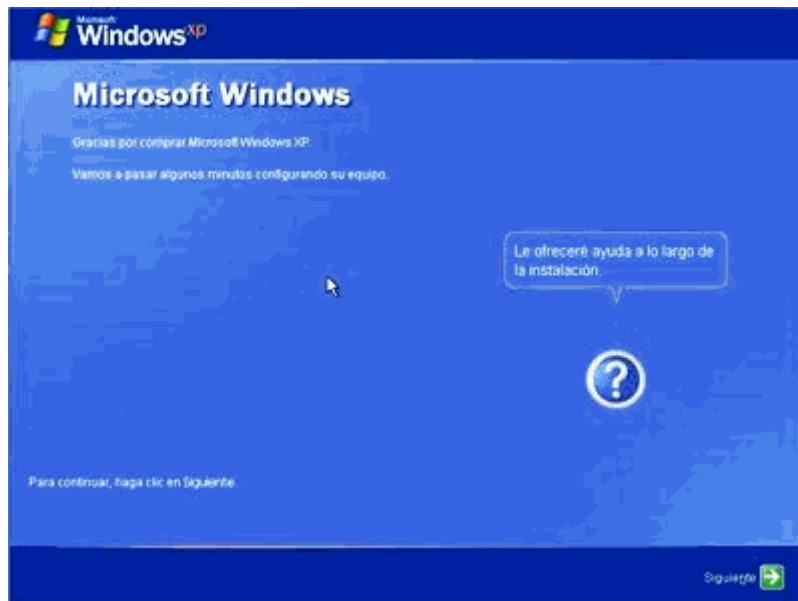 Microsoft
Windows xp
Microsoft Windows
Gracias por comprar Microsoft Windows XP.
Vamos a pasar algunos minutos configurando su equipo.
Le ofreceré ayuda a lo largo de
la instalación.
?
Para continuar, haga clic en Siguiente.
Siguiente